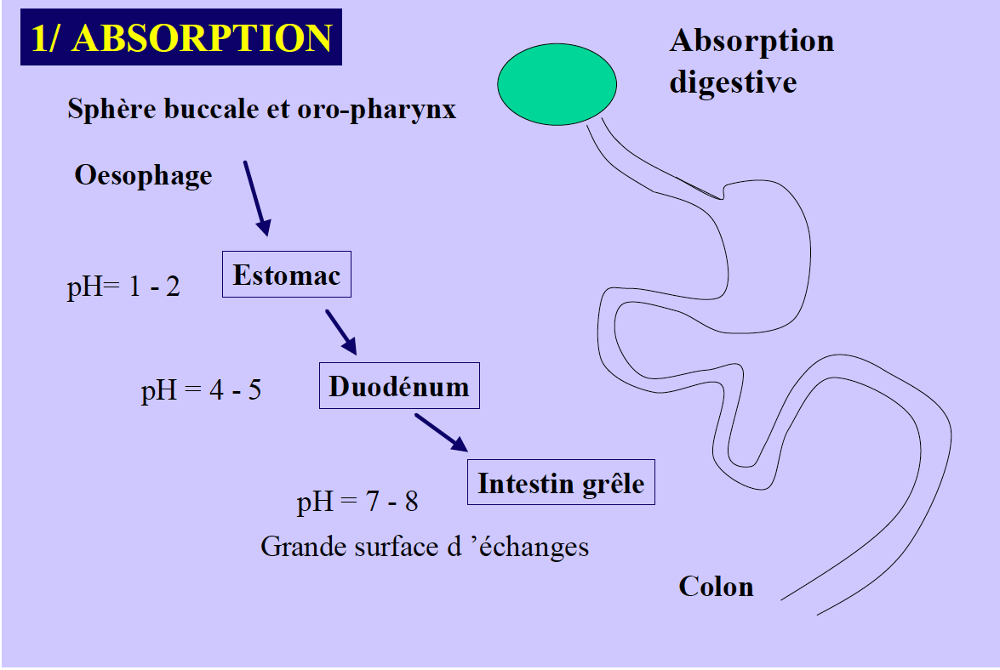 1/ ABSORPTION
Absorption
digestive
Sphère buccale et oro-pharynx
Oesophage
Estomac
pH= 1 - 2
Duodénum
pH = 4 - 5
Intestin grêle
pH = 7 - 8
Grande surface d ’échanges
Colon